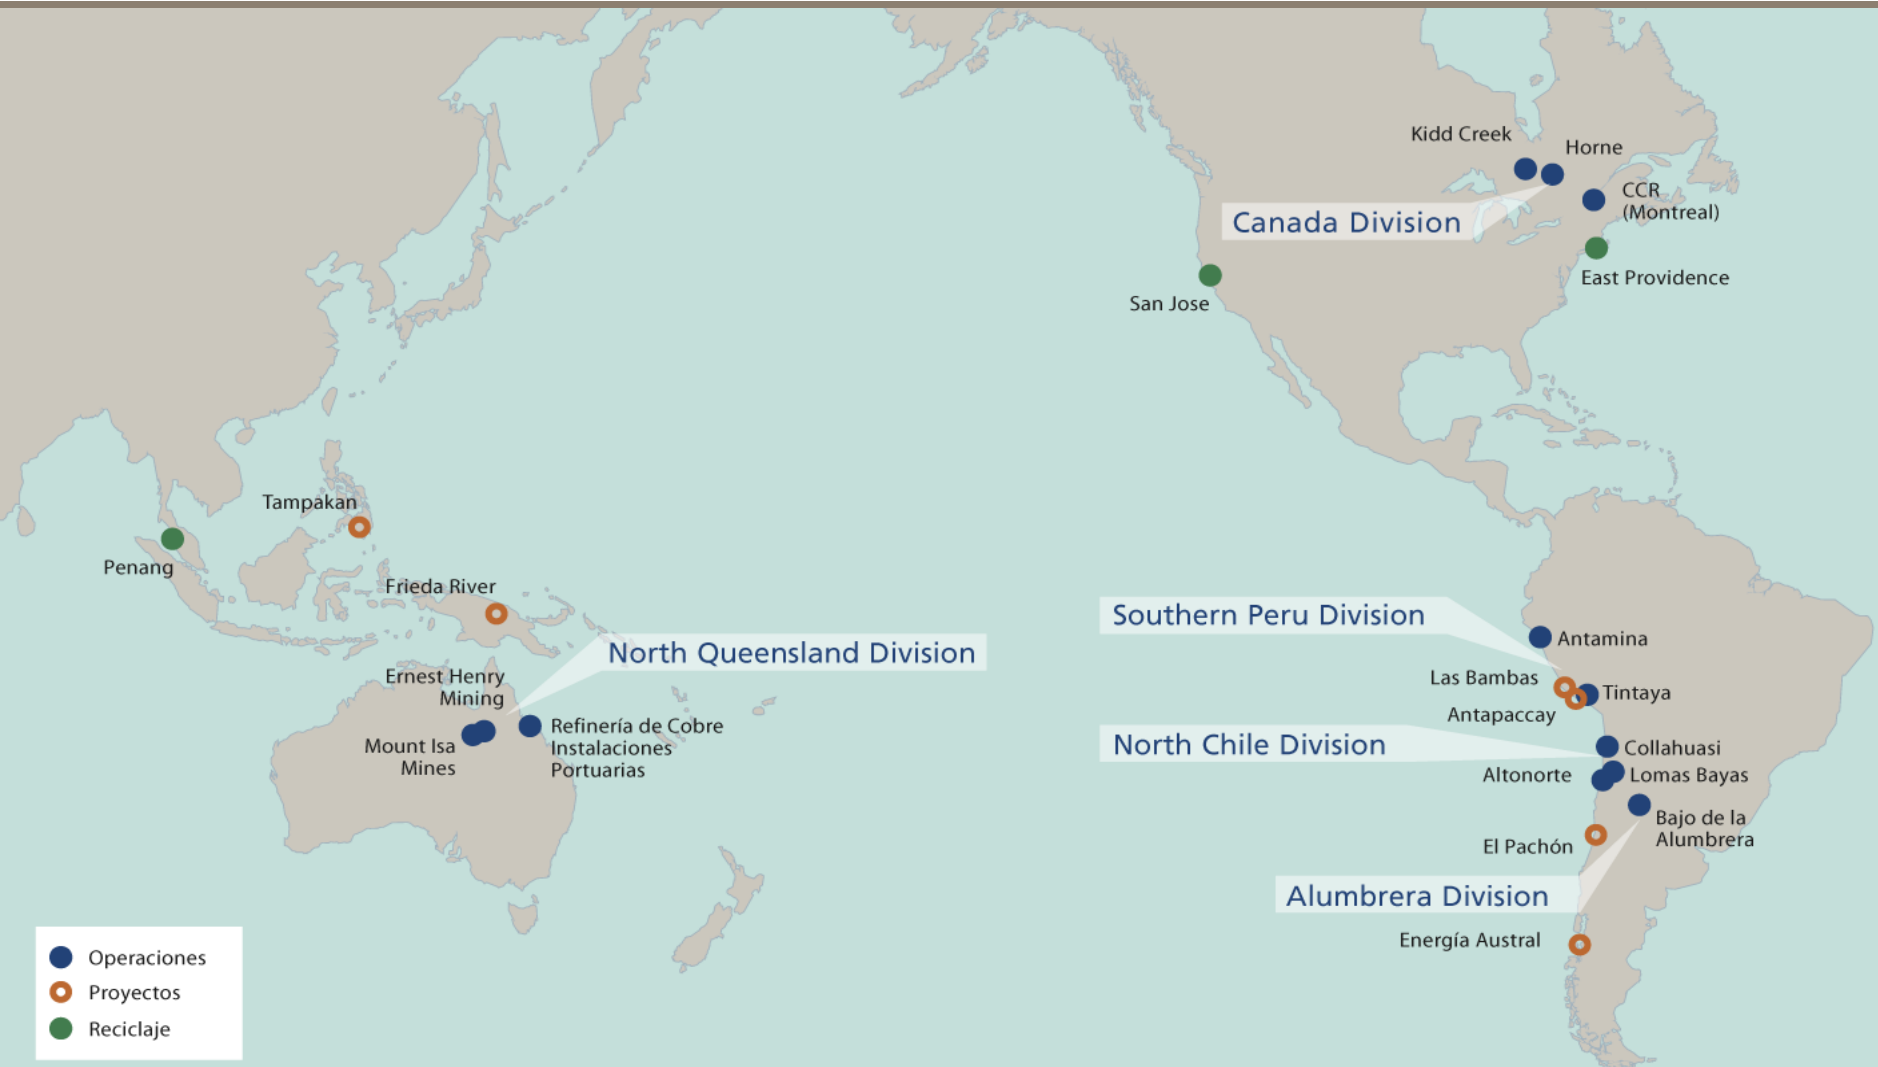 Kidd Creek
Horne
CCR
(Montreal)
Canada Division
East Providence
San Jose
Tampakan
Penang
Frieda River
North Queensland Division
Ernest Henry
Mining
Refinería de Cobre
Instalaciones
Portuarias
Mount Isa
Mines
Southern Peru Division
Antamina
Las Bambas
Tintaya
Antapaccay
North Chile Division
Collahuasi
Altonorte
Lomas Bayas
Bajo de la
Alumbrera
El Pachón
Alumbrera Division
Energía Austral
Operaciones
Proyectos
Reciclaje